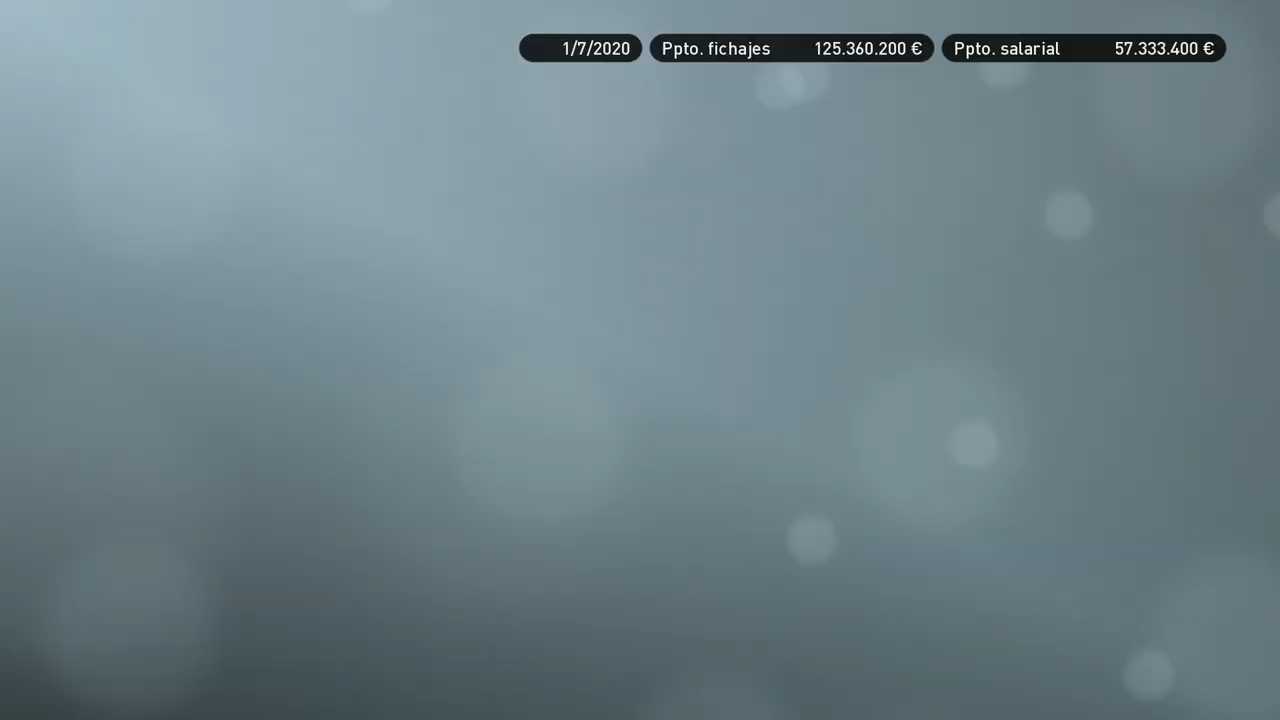 1/7/2020 Ppto. fichajes 125.360.200 € Ppto. salarial 57.333.400 €